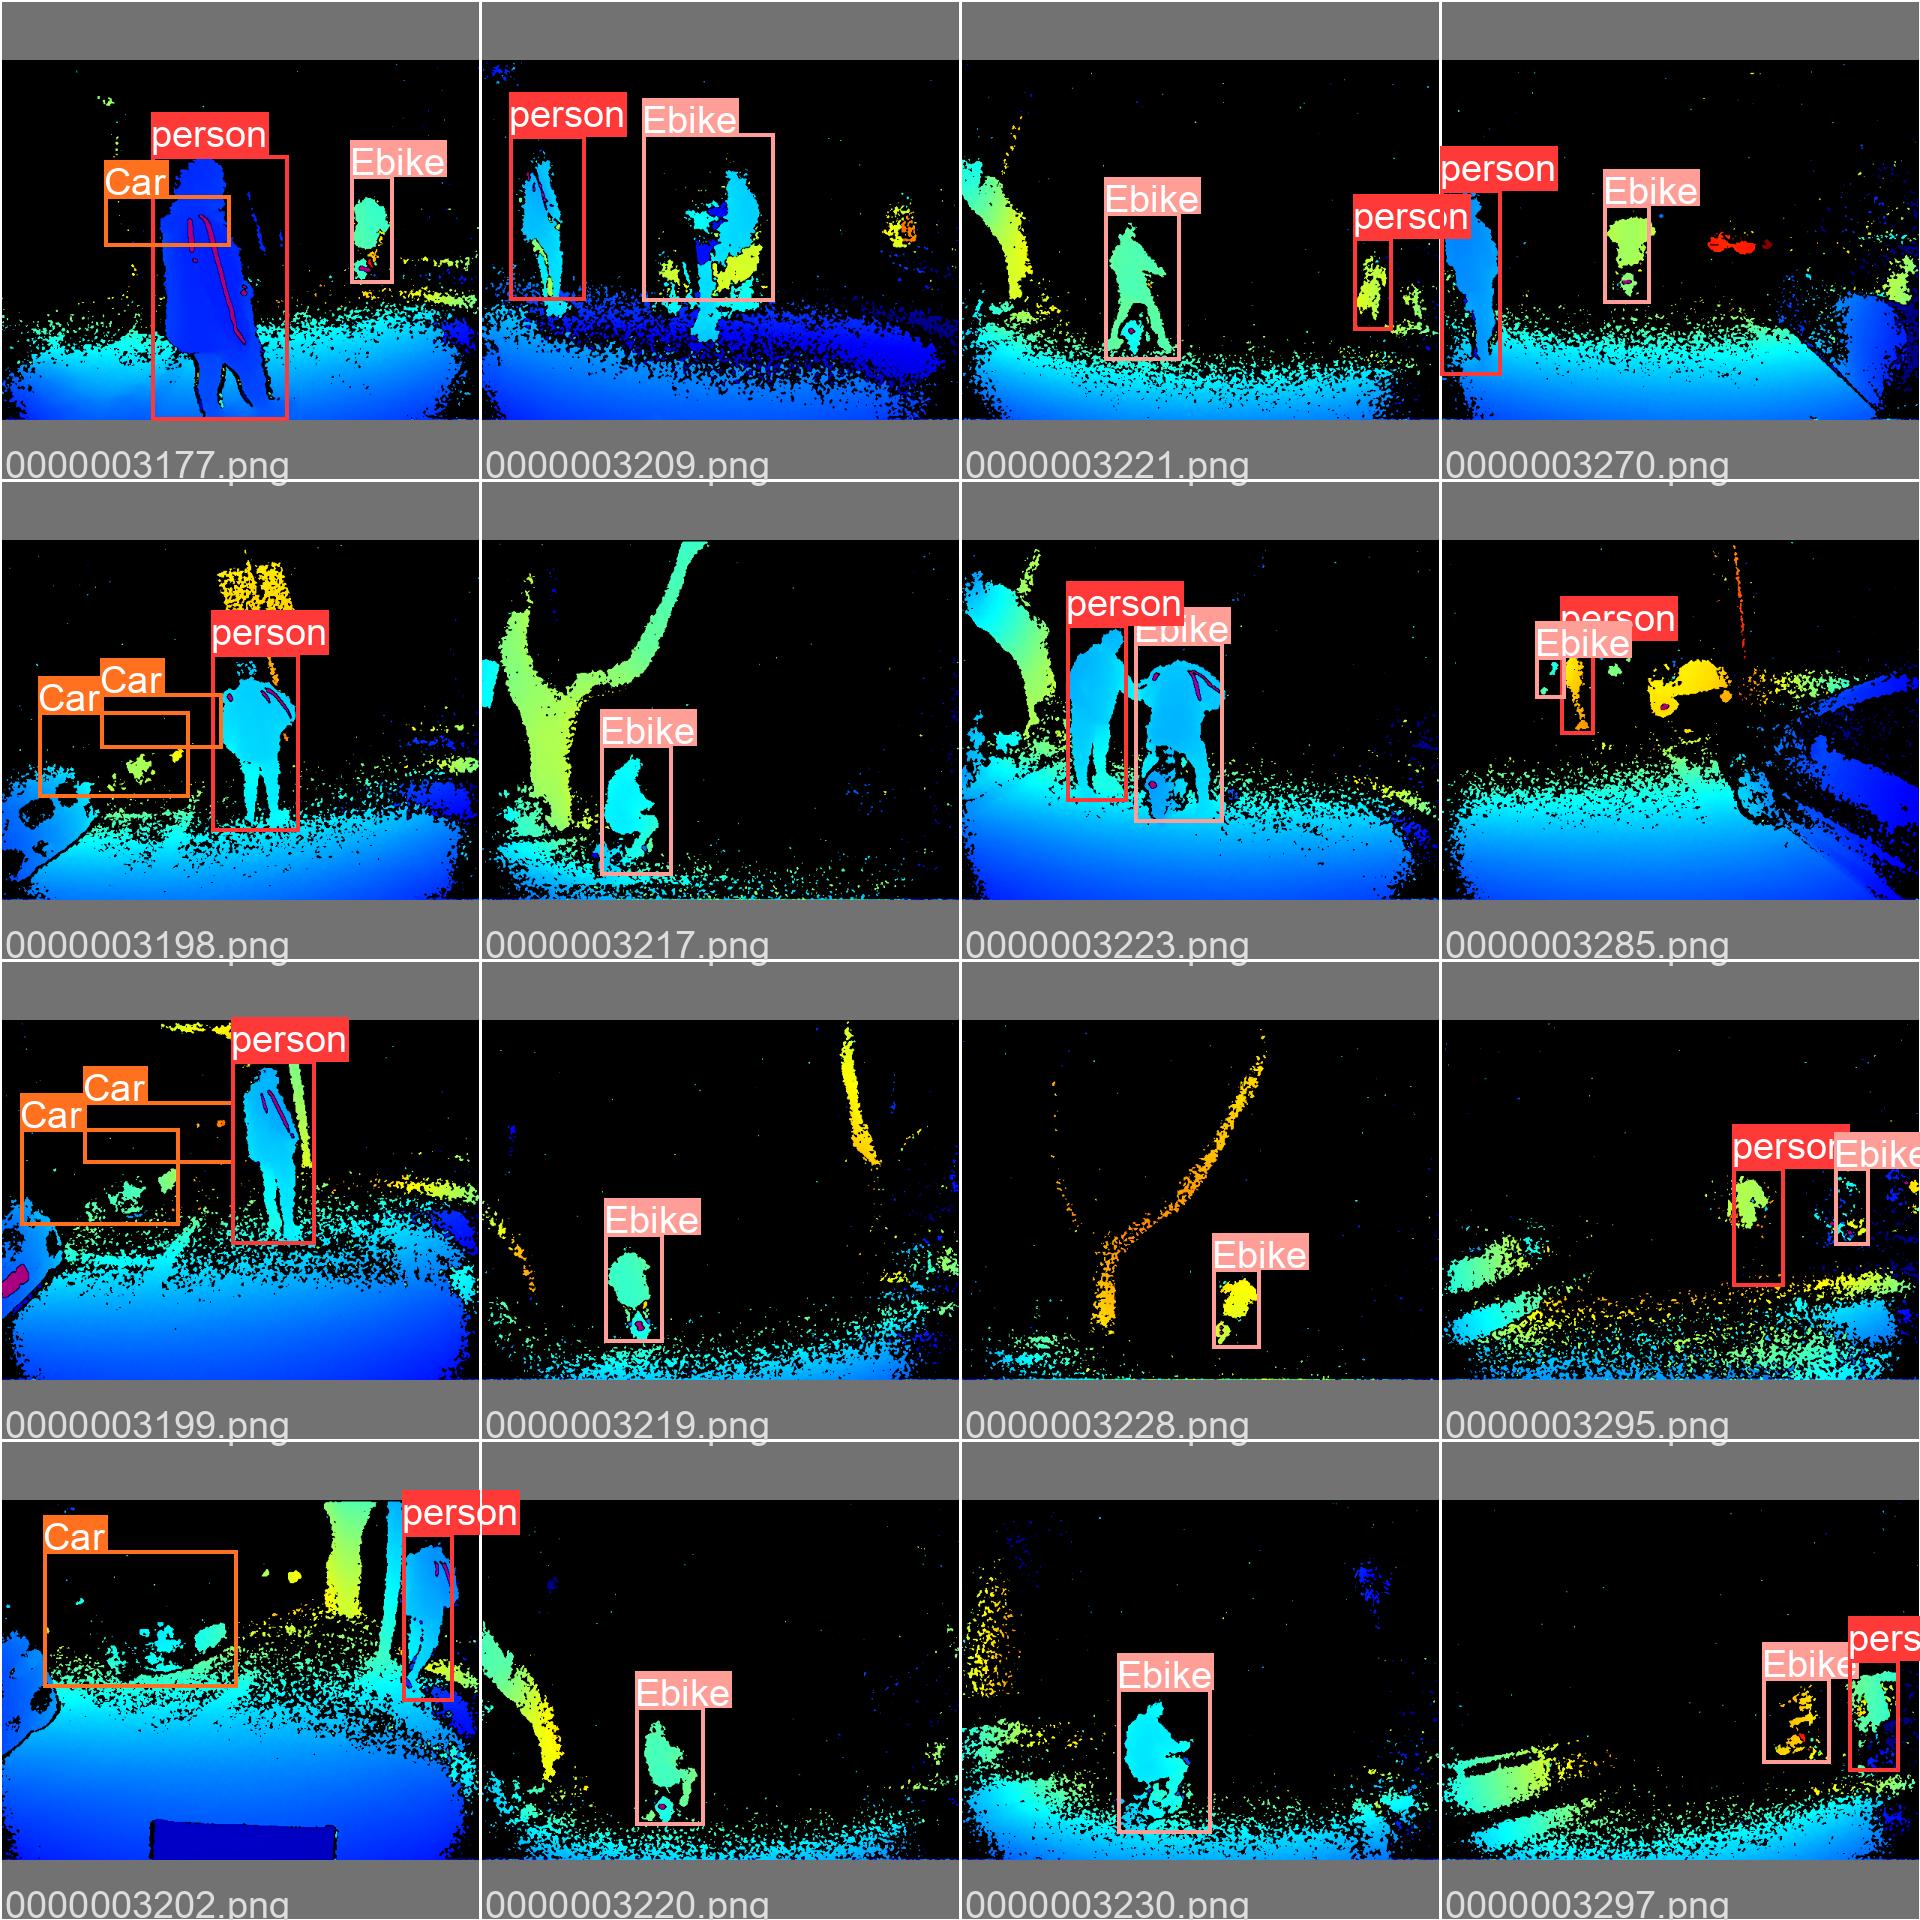 person
Car
Ebike
0000003177.png
person
Ebike
0000003209.png
Ebike
person
0000003221.png
person
Ebike
0000003270.png
person
Car
Car
0000003198.png
Ebike
0000003217.png
person
Ebike
0000003223.png
person
Ebike
0000003285.png
person
Car
Car
0000003199.png
Ebike
0000003219.png
Ebike
0000003228.png
person
Ebike
0000003295.png
Car
person
0000003202.png
Ebike
0000003220.png
Ebike
0000003230.png
Ebike
pers
0000003297.png